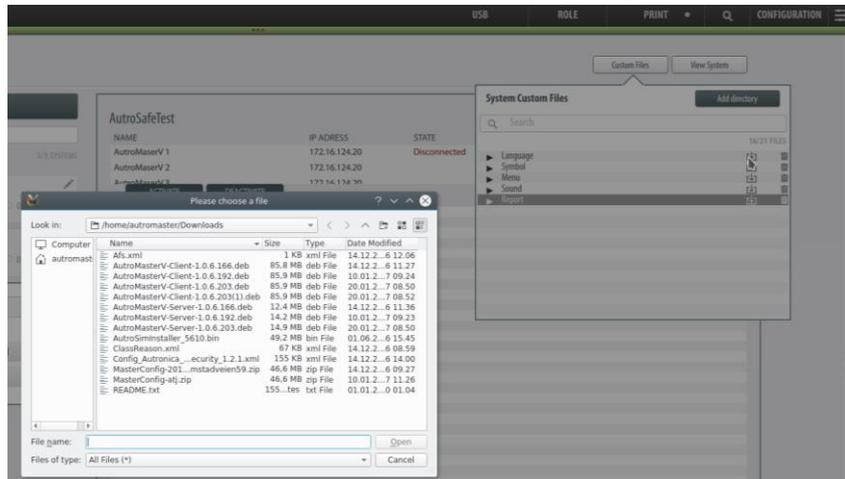 USB ROLE PRINT CONFIGURATION
Custom Files View System
System Custom Files Add directory
Search
16/21 FILES
Language
Symbol
Menu
Sound
Report
AutroSafeTest
NAME IP ADRESS STATE
AutroMaserV 1 172.16.124.20 Disconnected
AutroMaserV 2 172.16.124.20
AutroMaserV 3 172.16.124.20
ACTIVATE DEACTIVATE
SYSTEMS
Please choose a file ?
Look in: /home/automaster/Downloads
Computer
automast
Name Size Type Date Modified
Afs.xml 1 KB xml File 14.12.2...6 12.06
AutroMasterV-Client-1.0.6.166.deb 85,8 MB deb File 14.12.2...6 11.27
AutroMasterV-Client-1.0.6.192.deb 85,9 MB deb File 10.01.2...7 09.24
AutroMasterV-Client-1.0.6.203.deb 85,9 MB deb File 20.01.2...7 08.50
AutroMasterV-Client-1.0.6.203(1).deb 85,9 MB deb File 20.01.2...7 08.52
AutroMasterV-Server-1.0.6.166.deb 12,4 MB deb File 14.12.2...6 11.36
AutroMasterV-Server-1.0.6.192.deb 14,2 MB deb File 10.01.2...7 09.23
AutroMasterV-Server-1.0.6.203.deb 14,9 MB deb File 20.01.2...7 08.50
AutroSimInstaller_5610.bin 49,2 MB bin File 01.06.2...6 15.45
ClassReason.xml 67 KB xml File 14.12.2...6 08.59
Config_Autronica_...ecurity_1.2.1.xml 155 KB xml File 14.12.2...6 14.00
MasterConfig-201...mstadveien59.zip 46,6 MB zip File 14.12.2...6 09.27
MasterConfig-atj.zip 46,6 MB zip File 10.01.2...7 11.26
README.txt 155...tes txt File 01.01.2...0 01.04
File name: Open
Files of type: All Files (*) Cancel